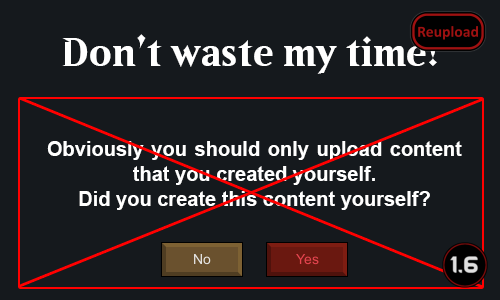 Reupload
Don't waste my time!
Obviously you should only upload content
that you created yourself.
Did you create this content yourself?
No
Yes
1.6